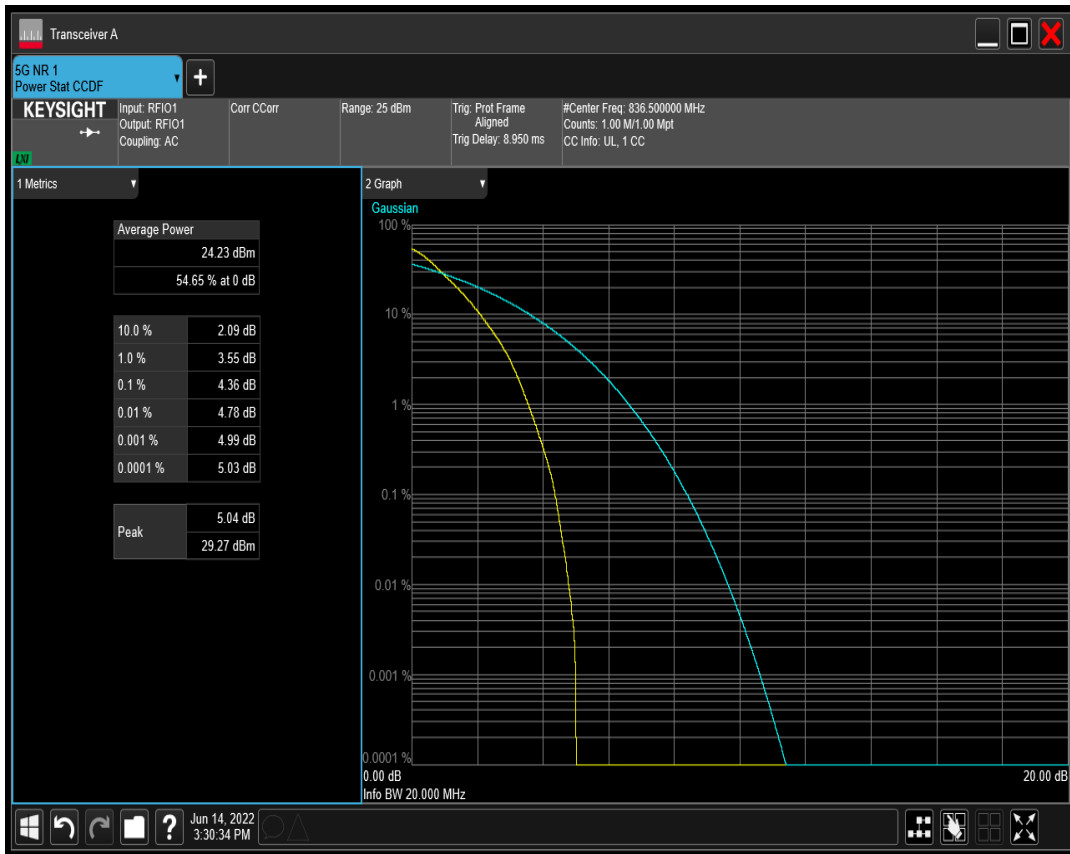 Transceiver A
5G NR 1
Power Stat CCDF
+
KEYSIGHT
LXI
Input: RFIO1
Output: RFIO1
Coupling: AC
Corr CCorr
Range: 25 dBm
Trig: Prot Frame
Aligned
Trig Delay: 8.950 ms
#Center Freq: 836.500000 MHz
Counts: 1.00 M/1.00 Mpt
CC Info: UL, 1 CC
1 Metrics
Average Power
24.23 dBm
54.65 % at 0 dB
10.0 % 2.09 dB
1.0 % 3.55 dB
0.1 % 4.36 dB
0.01 % 4.78 dB
0.001 % 4.99 dB
0.0001 % 5.03 dB
Peak
5.04 dB
29.27 dBm
2 Graph
Gaussian
100 %
10 %
1 %
0.1 %
0.01 %
0.001 %
0.0001 %
0.00 dB 20.00 dB
Info BW 20.000 MHz
?
Jun 14, 2022
3:30:34 PM